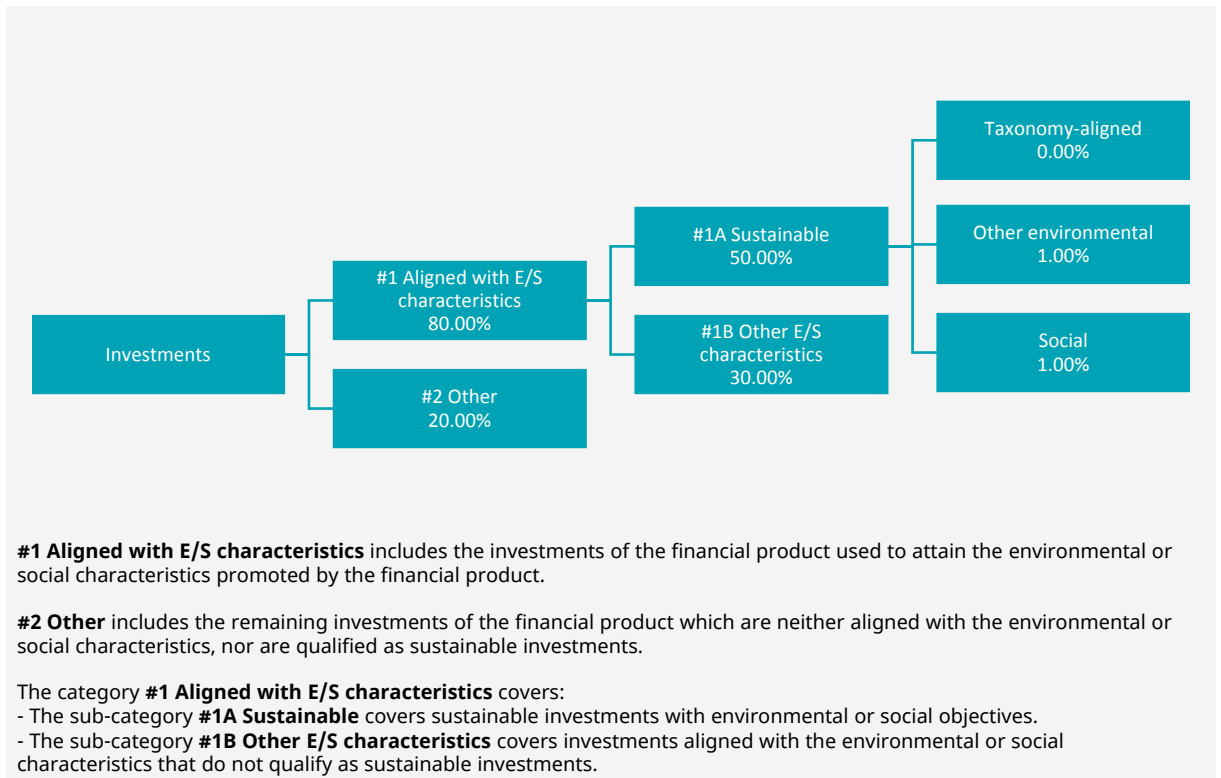 Investments
#1 Aligned with E/S
characteristics
80.00%
#2 Other
20.00%
#1A Sustainable
50.00%
#1B Other E/S
characteristics
30.00%
Taxonomy-aligned
0.00%
Other environmental
1.00%
Social
1.00%
#1 Aligned with E/S characteristics includes the investments of the financial product used to attain the environmental or
social characteristics promoted by the financial product.
#2 Other includes the remaining investments of the financial product which are neither aligned with the environmental or
social characteristics, nor are qualified as sustainable investments.
The category #1 Aligned with E/S characteristics covers:
- The sub-category #1A Sustainable covers sustainable investments with environmental or social objectives.
- The sub-category #1B Other E/S characteristics covers investments aligned with the environmental or social
characteristics that do not qualify as sustainable investments.